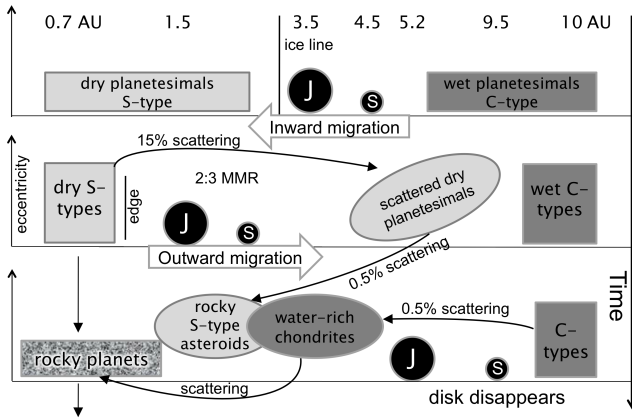 0.7 AU 1.5 3.5 4.5 5.2 9.5 10 AU
ice line
dry planetesimals
S-type
J
S
wet planetesimals
C-type
Inward migration
15% scattering
eccentricity
dry S-
types
edge
2:3 MMR
J
S
scattered dry
planetesimals
wet C-
types
Outward migration
0.5% scattering
Time
rocky
S-type
asteroids
water-rich
chondrites
0.5% scattering
C-
types
J
S
rocky planets
scattering
disk disappears